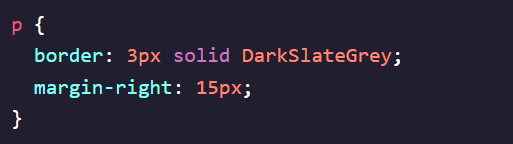 p {
  border: 3px solid DarkSlateGrey;
  margin-right: 15px;
}